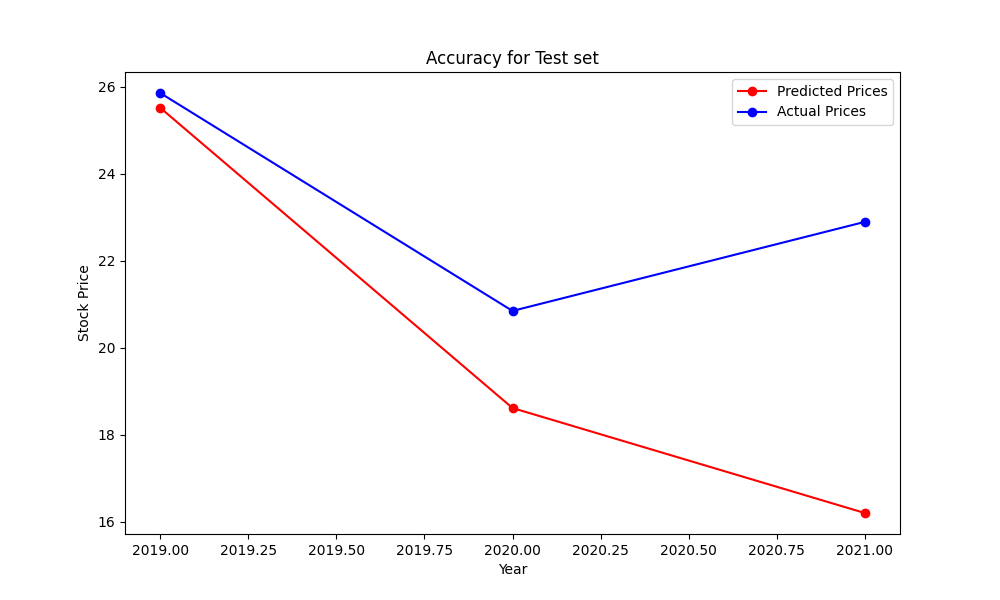 Accuracy for Test set
Predicted Prices
Actual Prices
26
24
22
20
18
16
Stock Price
2019.00 2019.25 2019.50 2019.75 2020.00 2020.25 2020.50 2020.75 2021.00
Year